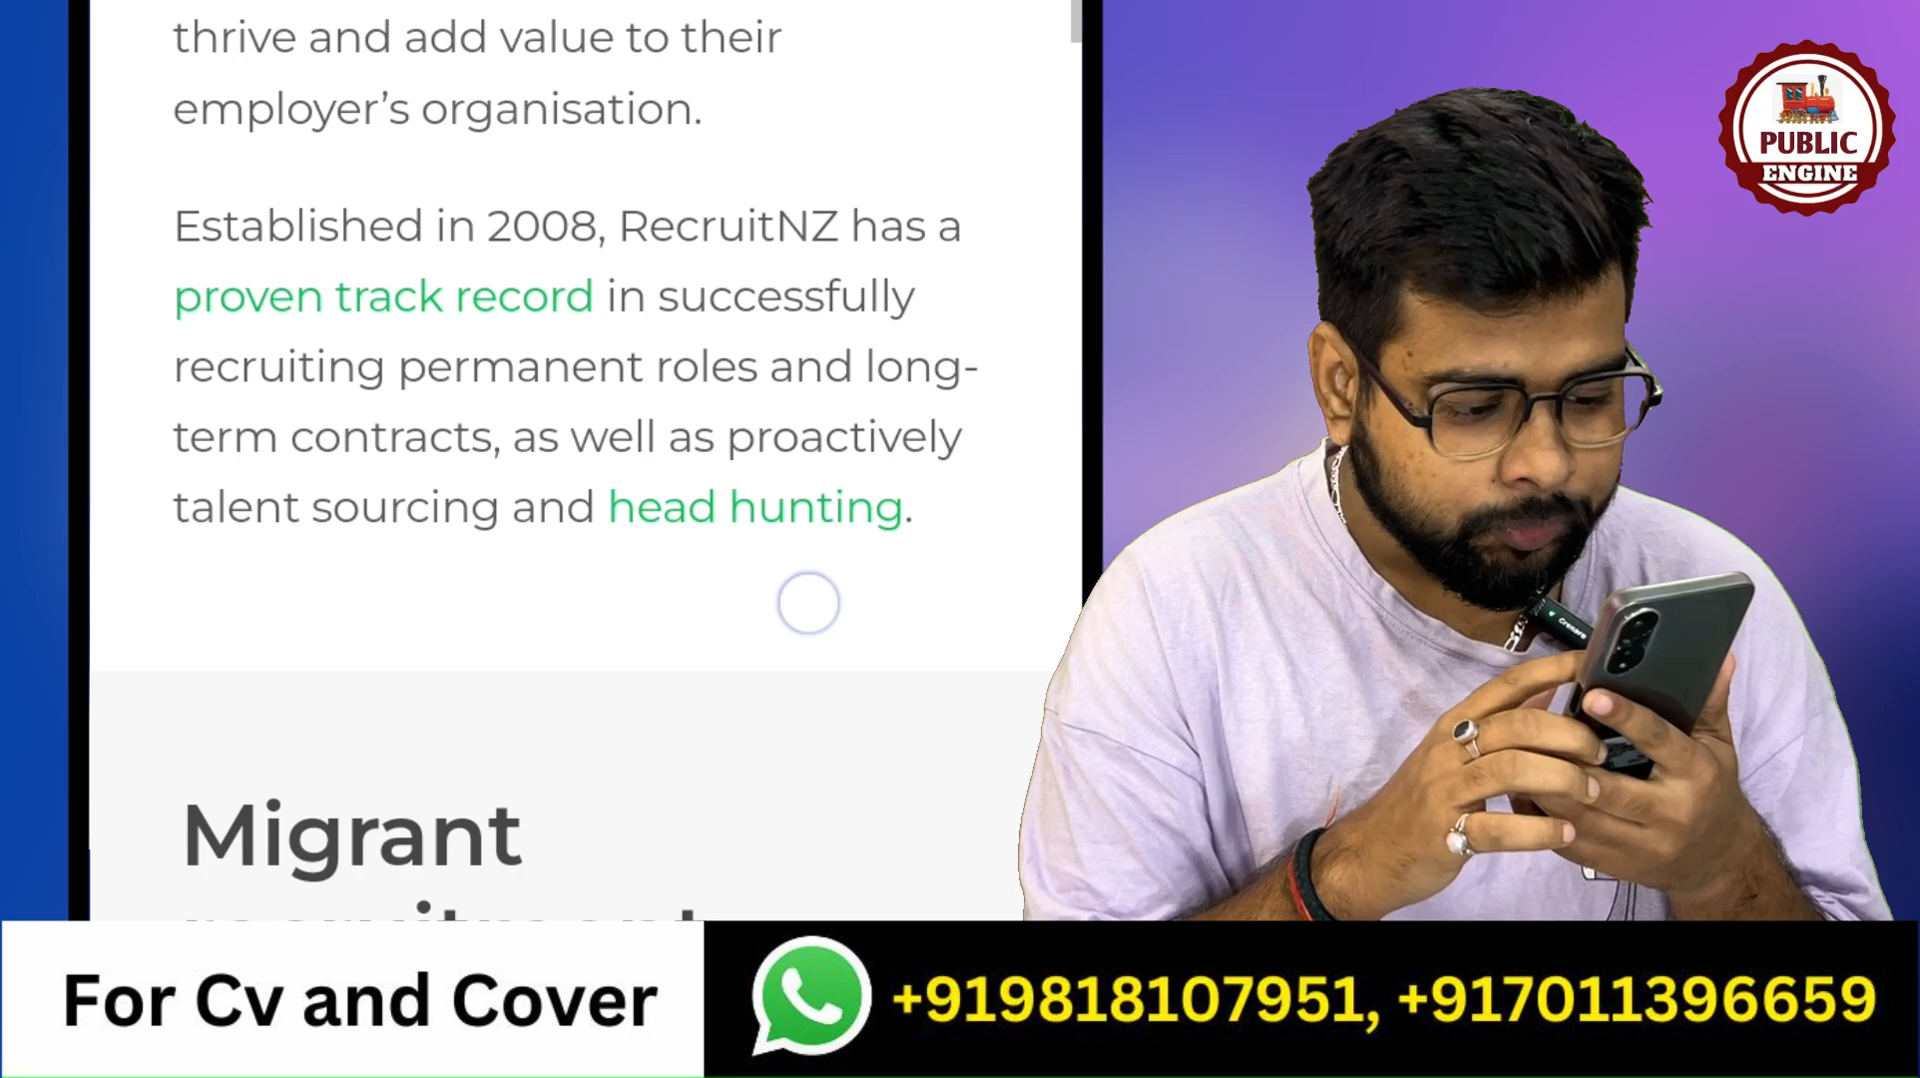 thrive and add value to their
employer’s organisation.
Established in 2008, RecruitNZ has a
proven track record in successfully
recruiting permanent roles and long-
term contracts, as well as proactively
talent sourcing and head hunting.
Migrant
PUBLIC
ENGINE
For Cv and Cover
+919818107951, +917011396659